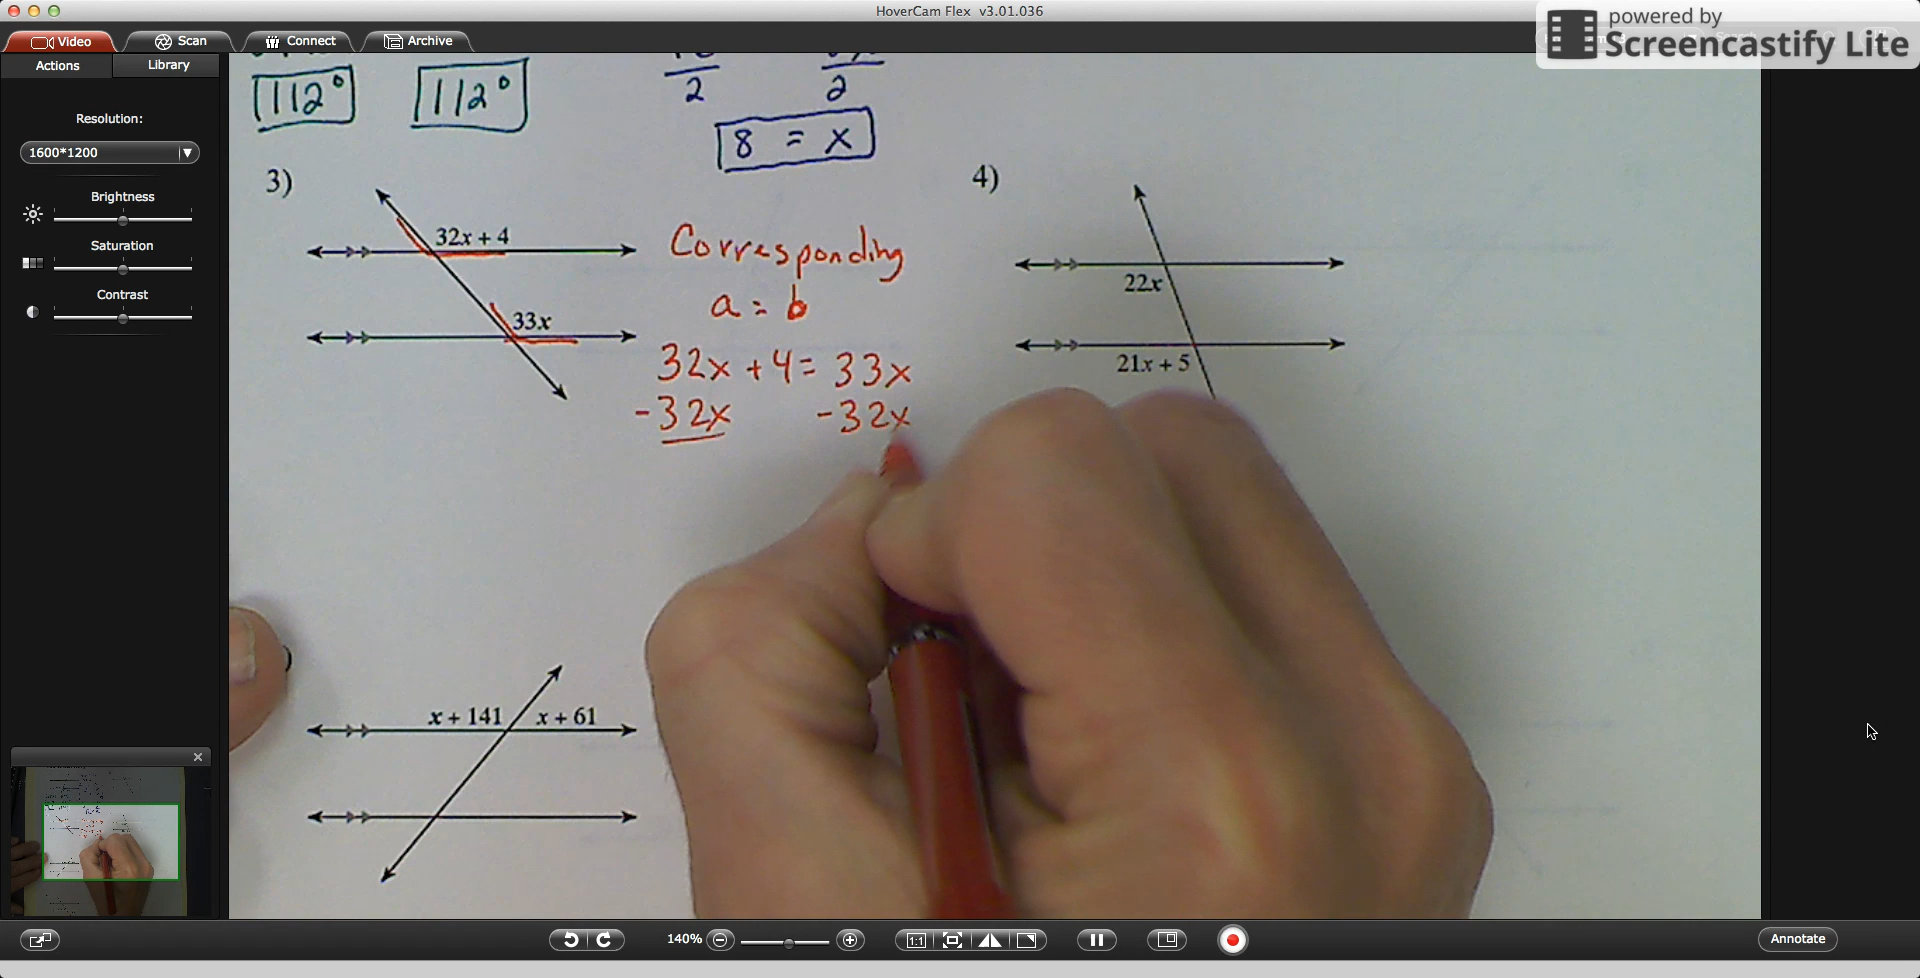 HoverCam Flex v3.01.036
powered by
Screencastify Lite
Video
Scan
Connect
Archive
Actions
Library
Resolution:
1600*1200
Brightness
Saturation
Contrast
112°
112°
2
2
8 = x
3)
32x + 4
33x
Corresponding
a = b
32x + 4 = 33x
-32x -32x
4)
22x
21x + 5
x + 141
x + 61
140%
1:1
Annotate